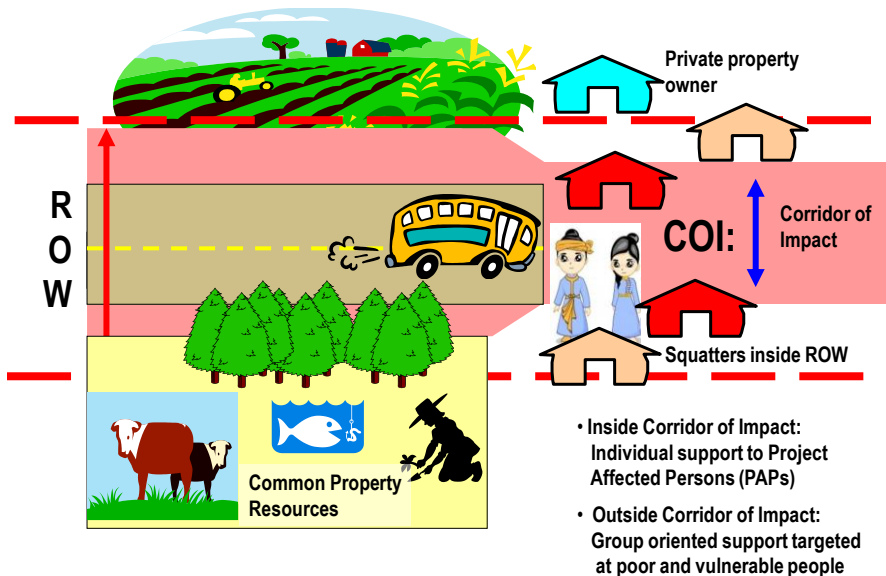 Private property
owner
R
O
W
COI:
Corridor of
Impact
Squatters inside ROW
Common Property
Resources
• Inside Corridor of Impact:
Individual support to Project
Affected Persons (PAPs)
• Outside Corridor of Impact:
Group oriented support targeted
at poor and vulnerable people